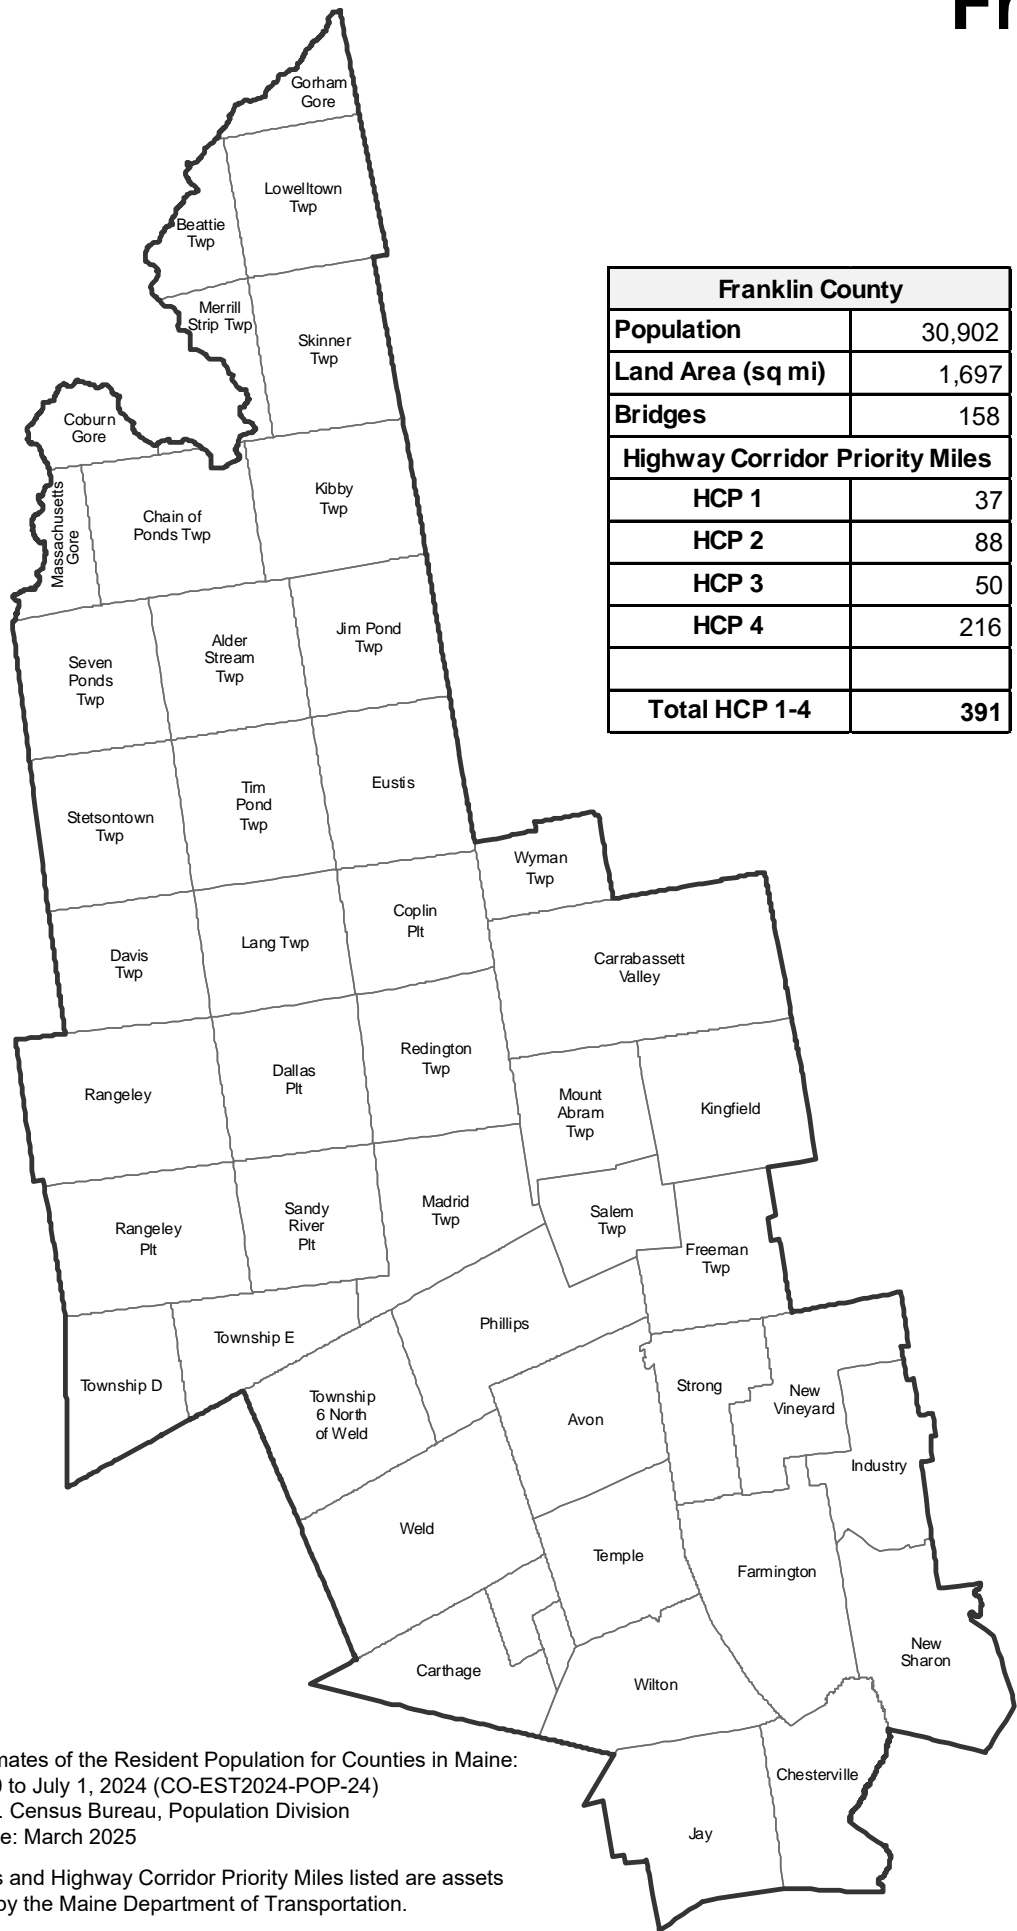 Fr
Gorham
Gore
Lowelltown
Twp
Beattie
Twp
Merrill
Strip Twp
Skinner
Twp
Franklin County
Population 30,902
Land Area (sq mi) 1,697
Bridges 158
Highway Corridor Priority Miles
HCP 1 37
HCP 2 88
HCP 3 50
HCP 4 216
Total HCP 1-4 391
Coburn
Gore
Massachusetts
Gore
Chain of
Ponds Twp
Kibby
Twp
Seven
Ponds
Twp
Alder
Stream
Twp
Jim Pond
Twp
Stetsontown
Twp
Tim
Pond
Twp
Eustis
Wyman
Twp
Davis
Twp
Lang Twp
Coplin
Plt
Carrabassett
Valley
Rangeley
Dallas
Plt
Redington
Twp
Mount
Abram
Twp
Kingfield
Rangeley
Plt
Sandy
River
Plt
Madrid
Twp
Salem
Twp
Freeman
Twp
Township D
Township E
Phillips
Township
6 North
of Weld
Avon
Strong
New
Vineyard
Industry
Weld
Temple
Farmington
New
Sharon
Carthage
Wilton
Chesterville
Jay
mates of the Resident Population for Counties in Maine:
to July 1, 2024 (CO-EST2024-POP-24)
. Census Bureau, Population Division
e: March 2025
s and Highway Corridor Priority Miles listed are assets
by the Maine Department of Transportation.